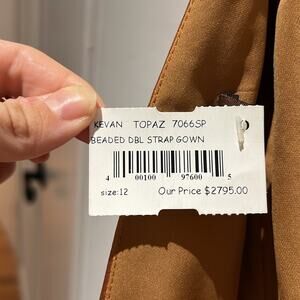 KEVAN TOPAZ 7066SP
BEADED DBL STRAP GOWN
4 00100 97600 5
size:12 Our Price $2795.00